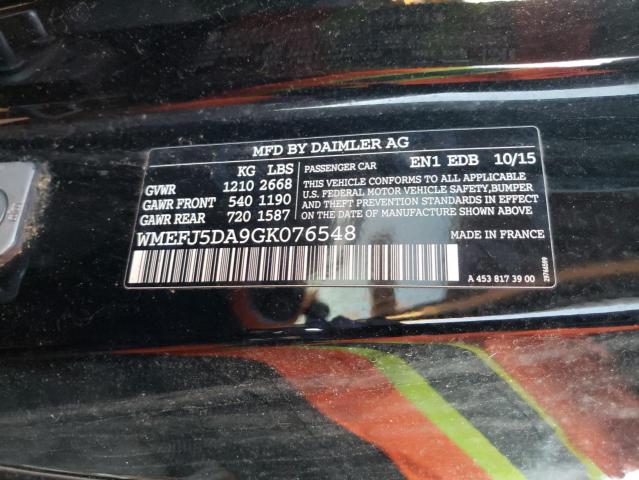 MFD BY DAIMLER AG
KG LBS
GVWR 1210 2668
GAWR FRONT 540 1190
GAWR REAR 720 1587
PASSENGER CAR EN1 EDB 10/15
THIS VEHICLE CONFORMS TO ALL APPLICABLE
U.S. FEDERAL MOTOR VEHICLE SAFETY, BUMPER
AND THEFT PREVENTION STANDARDS IN EFFECT
ON THE DATE OF MANUFACTURE SHOWN ABOVE.
WMEFJ5DA9GK076548
MADE IN FRANCE
A 453 817 39 00